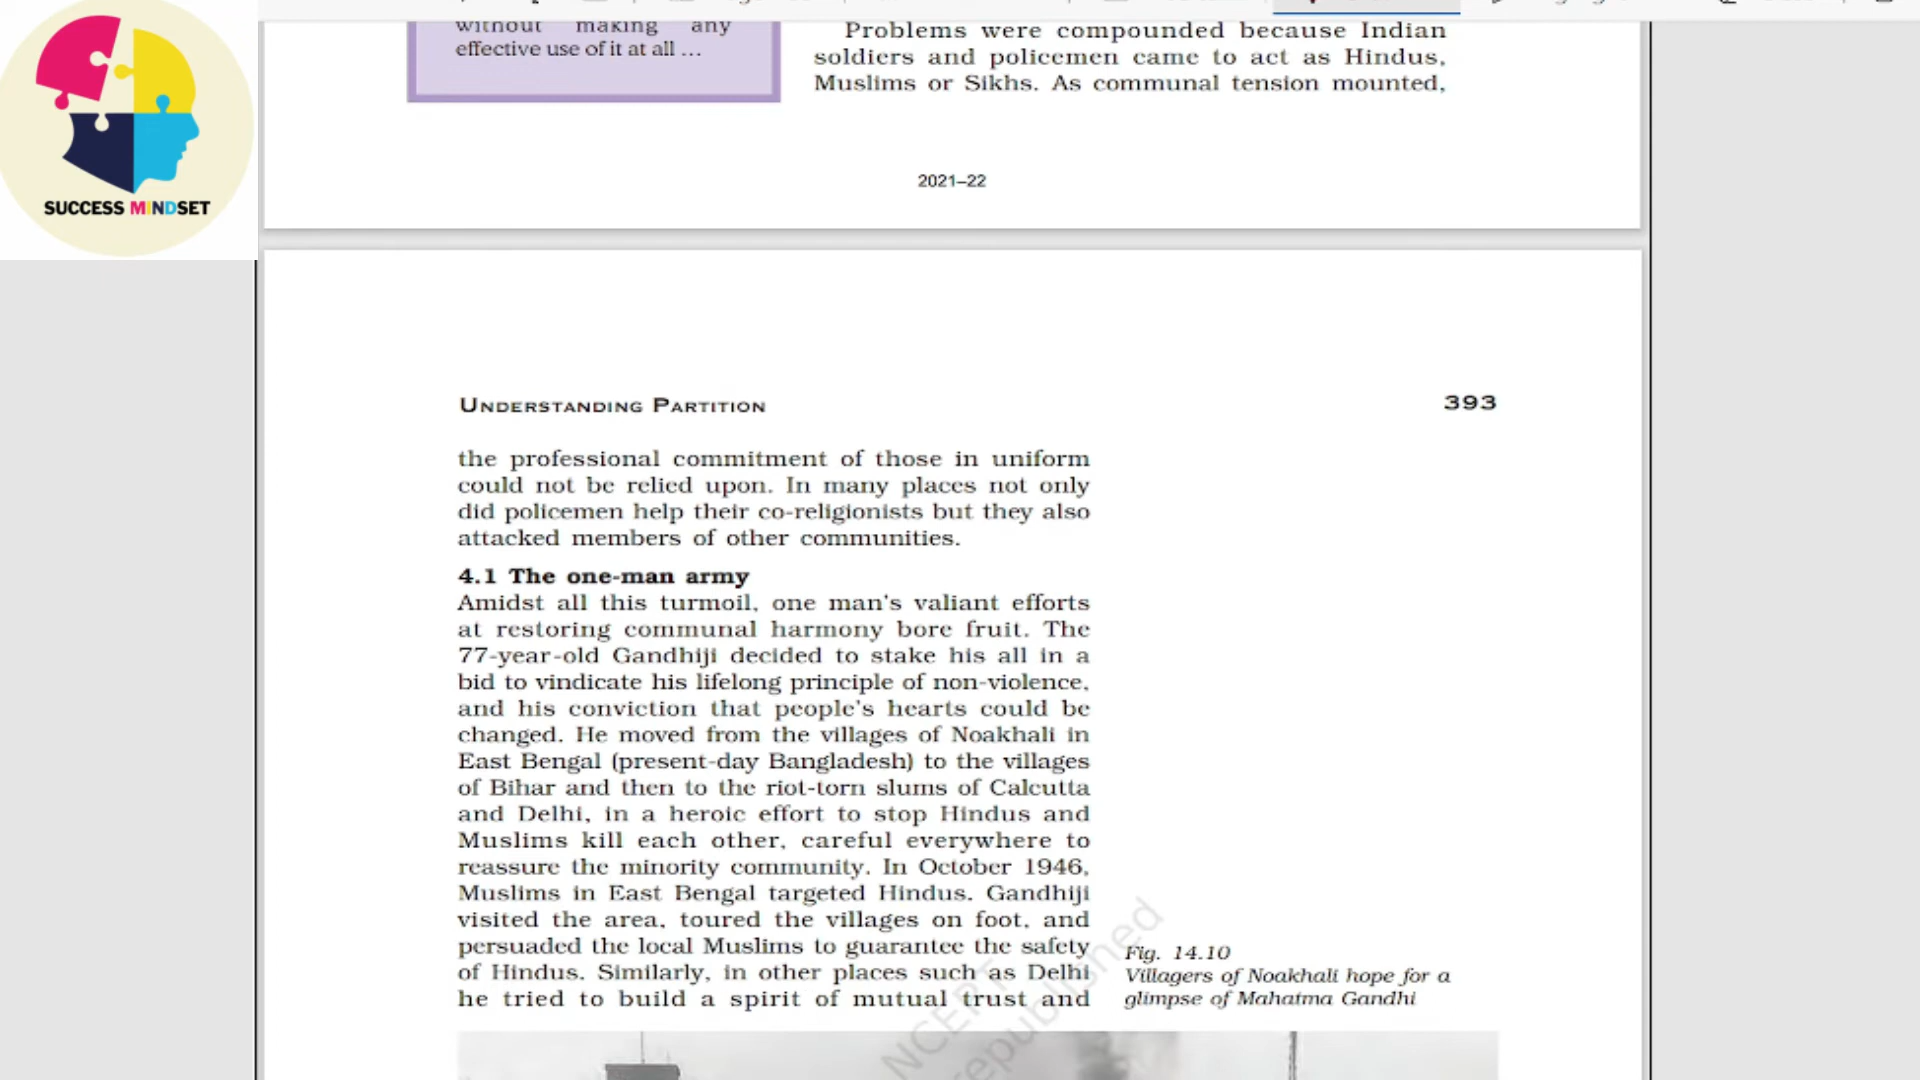 SUCCESS MINDSET
without making any
effective use of it at all ...
Problems were compounded because Indian
soldiers and policemen came to act as Hindus,
Muslims or Sikhs. As communal tension mounted,
2021–22
UNDERSTANDING PARTITION
393
the professional commitment of those in uniform
could not be relied upon. In many places not only
did policemen help their co-religionists but they also
attacked members of other communities.
4.1 The one-man army
Amidst all this turmoil, one man's valiant efforts
at restoring communal harmony bore fruit. The
77-year-old Gandhiji decided to stake his all in a
bid to vindicate his lifelong principle of non-violence,
and his conviction that people's hearts could be
changed. He moved from the villages of Noakhali in
East Bengal (present-day Bangladesh) to the villages
of Bihar and then to the riot-torn slums of Calcutta
and Delhi, in a heroic effort to stop Hindus and
Muslims kill each other, careful everywhere to
reassure the minority community. In October 1946,
Muslims in East Bengal targeted Hindus. Gandhiji
visited the area, toured the villages on foot, and
persuaded the local Muslims to guarantee the safety
of Hindus. Similarly, in other places such as Delhi
he tried to build a spirit of mutual trust and
Fig. 14.10
Villagers of Noakhali hope for a
glimpse of Mahatma Gandhi
NCERT
republished